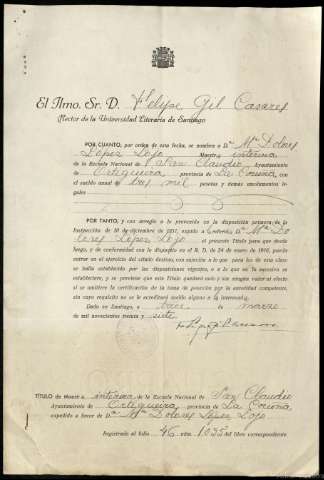 El Ilmo. Sr. D. Felipe Gil Casares
Rector de la Universidad Literaria de Santiago
POR CUANTO, por orden de esta fecha, se nombra a D.ª Mª Dolores
López Lojo Maestra interina
de la Escuela Nacional de San Claudio Ayuntamiento
de Ortigueira provincia de La Coruña con
el sueldo anual de tres mil pesetas y demás emolumentos le-
gales
POR TANTO, y con arreglo a lo prevenido en la disposición primera de la
Instrucción de 10 de diciembre de 1937, expido a D.ª Mª Do-
lores López Lojo el presente Título para que desde
luego, y de conformidad con lo dispuesto en el R. D. de 24 de enero de 1916, pueda
entrar en el ejercicio del citado destino, con sujeción a lo que para los de esta clase
se halla establecido por las disposiciones vigentes, o a lo que en lo sucesivo se
estableciere, y se previene que este Título quedará nulo y sin ningún valor ni efecto si
se omitiese la certificación de la toma de posesión por la autoridad competente,
sin cuyo requisito no se le acreditará sueldo alguno a la interesada.
Dado en Santiago, a trece de marzo
de mil novecientos treinta y siete
TÍTULO de Maestra interina de la Escuela Nacional de San Claudio
Ayuntamiento de Ortigueira provincia de La Coruña
expedido a favor de D.ª Mª Dolores López Lojo
Registrado al folio 46 núm. 1035 del libro correspondiente